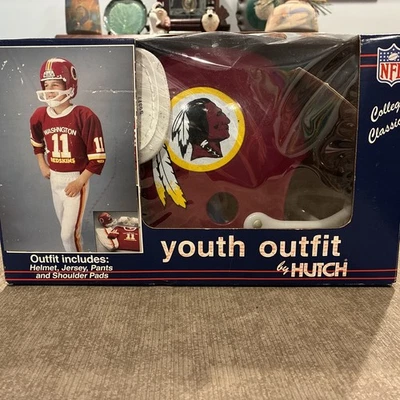 NFL
College
Classic
WASHINGTON
11
REDSKINS
11
11
Outfit includes:
Helmet, Jersey, Pants
and Shoulder Pads
youth outfit
by HUTCH